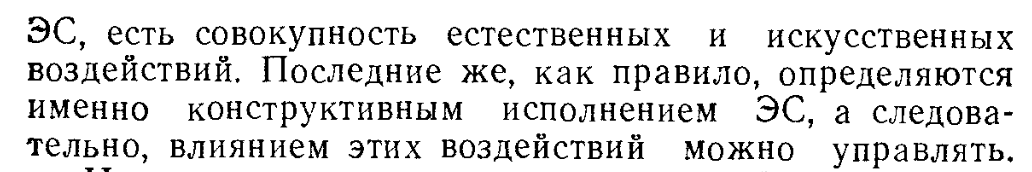 ЭС, есть совокупность естественных и искусственных
воздействий. Последние же, как правило, определяются
именно конструктивным исполнением ЭС, а следова-
тельно, влиянием этих воздействий можно управлять.